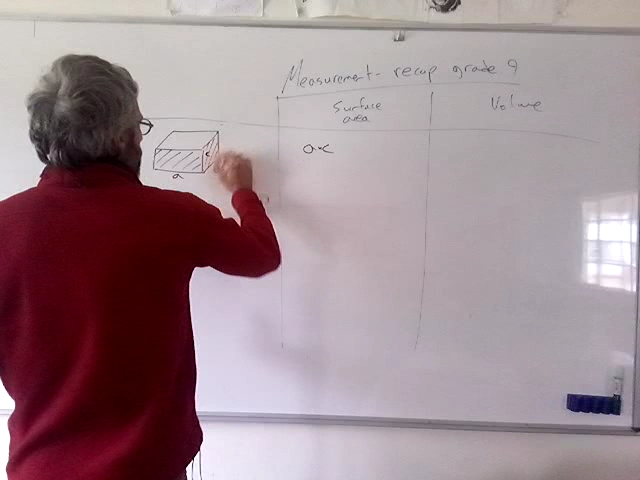 Measurement - recap grade 9
Surface
area
Volume
a×c
c
a